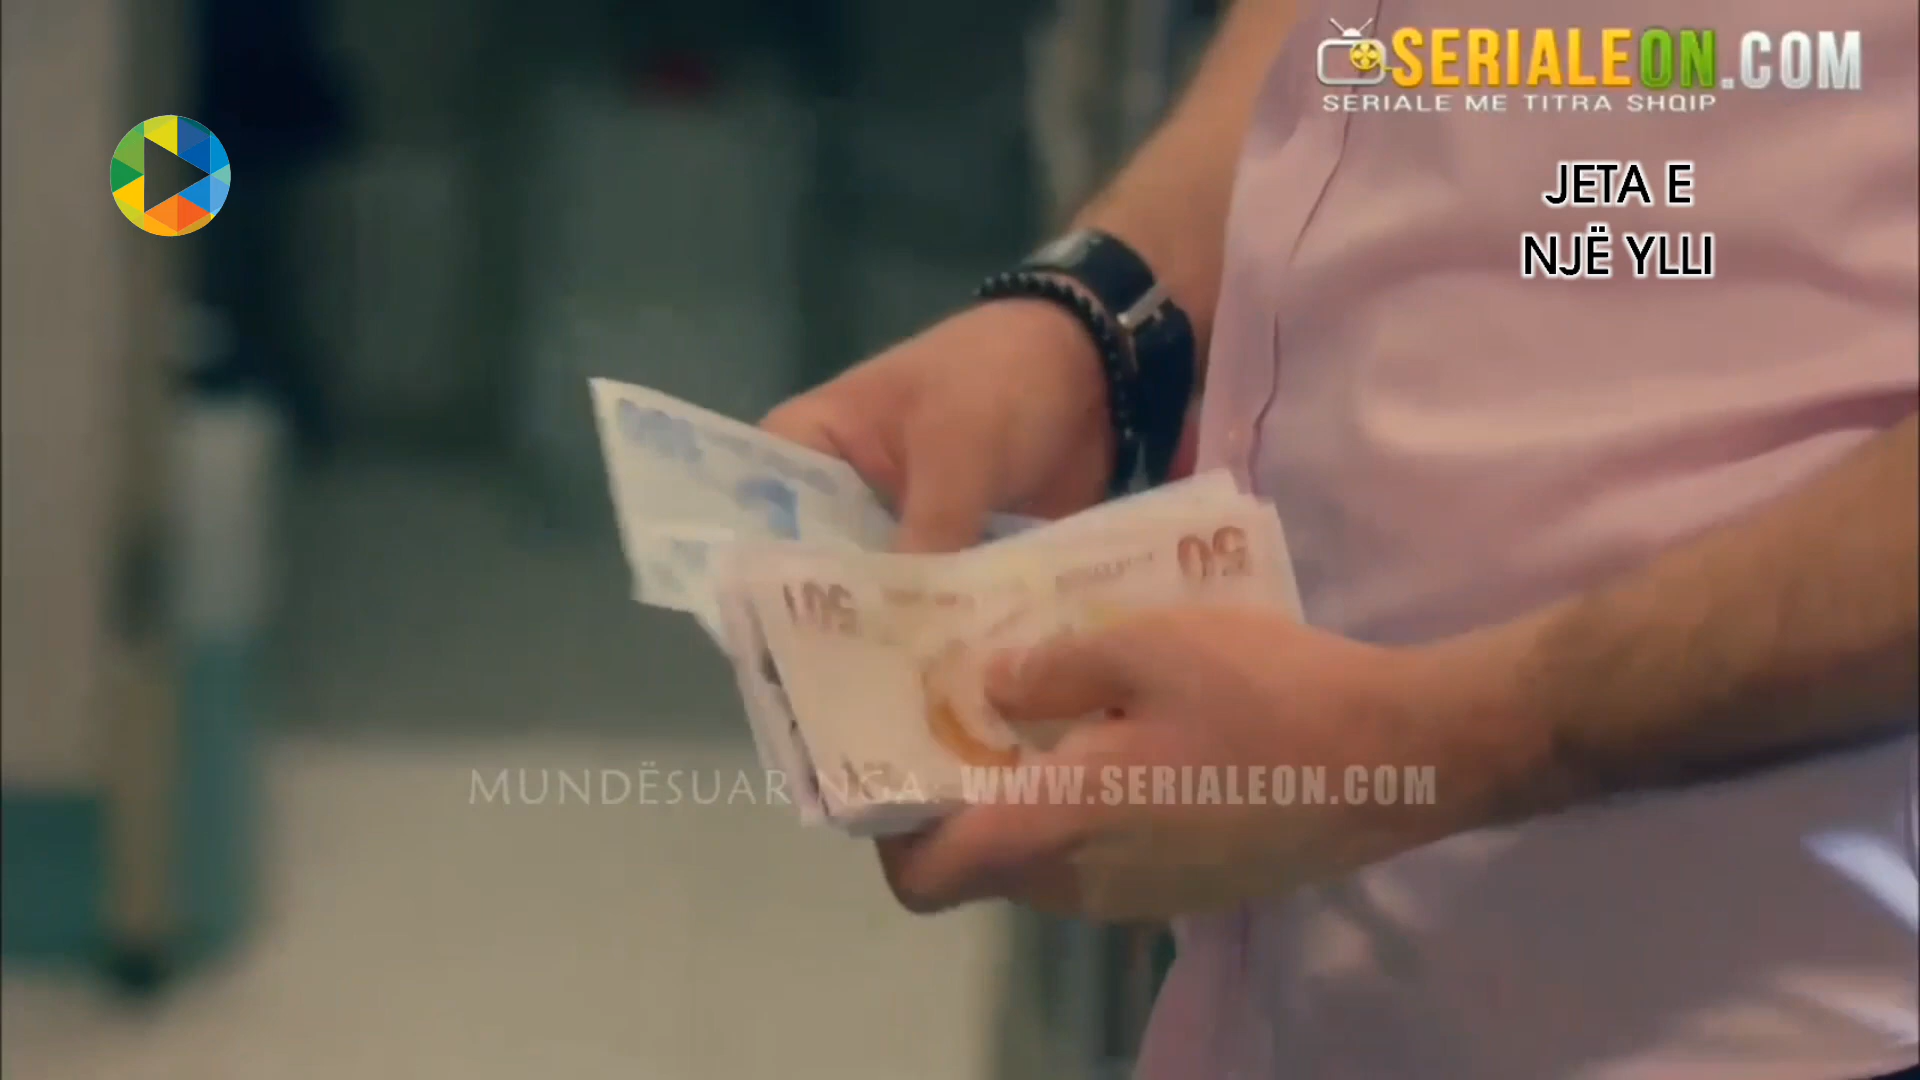 SERIALEON.COM
SERIALE ME TITRA SHQIP
JETA E
NJË YLLI
50
50
MUNDËSUAR NGA: WWW.SERIALEON.COM